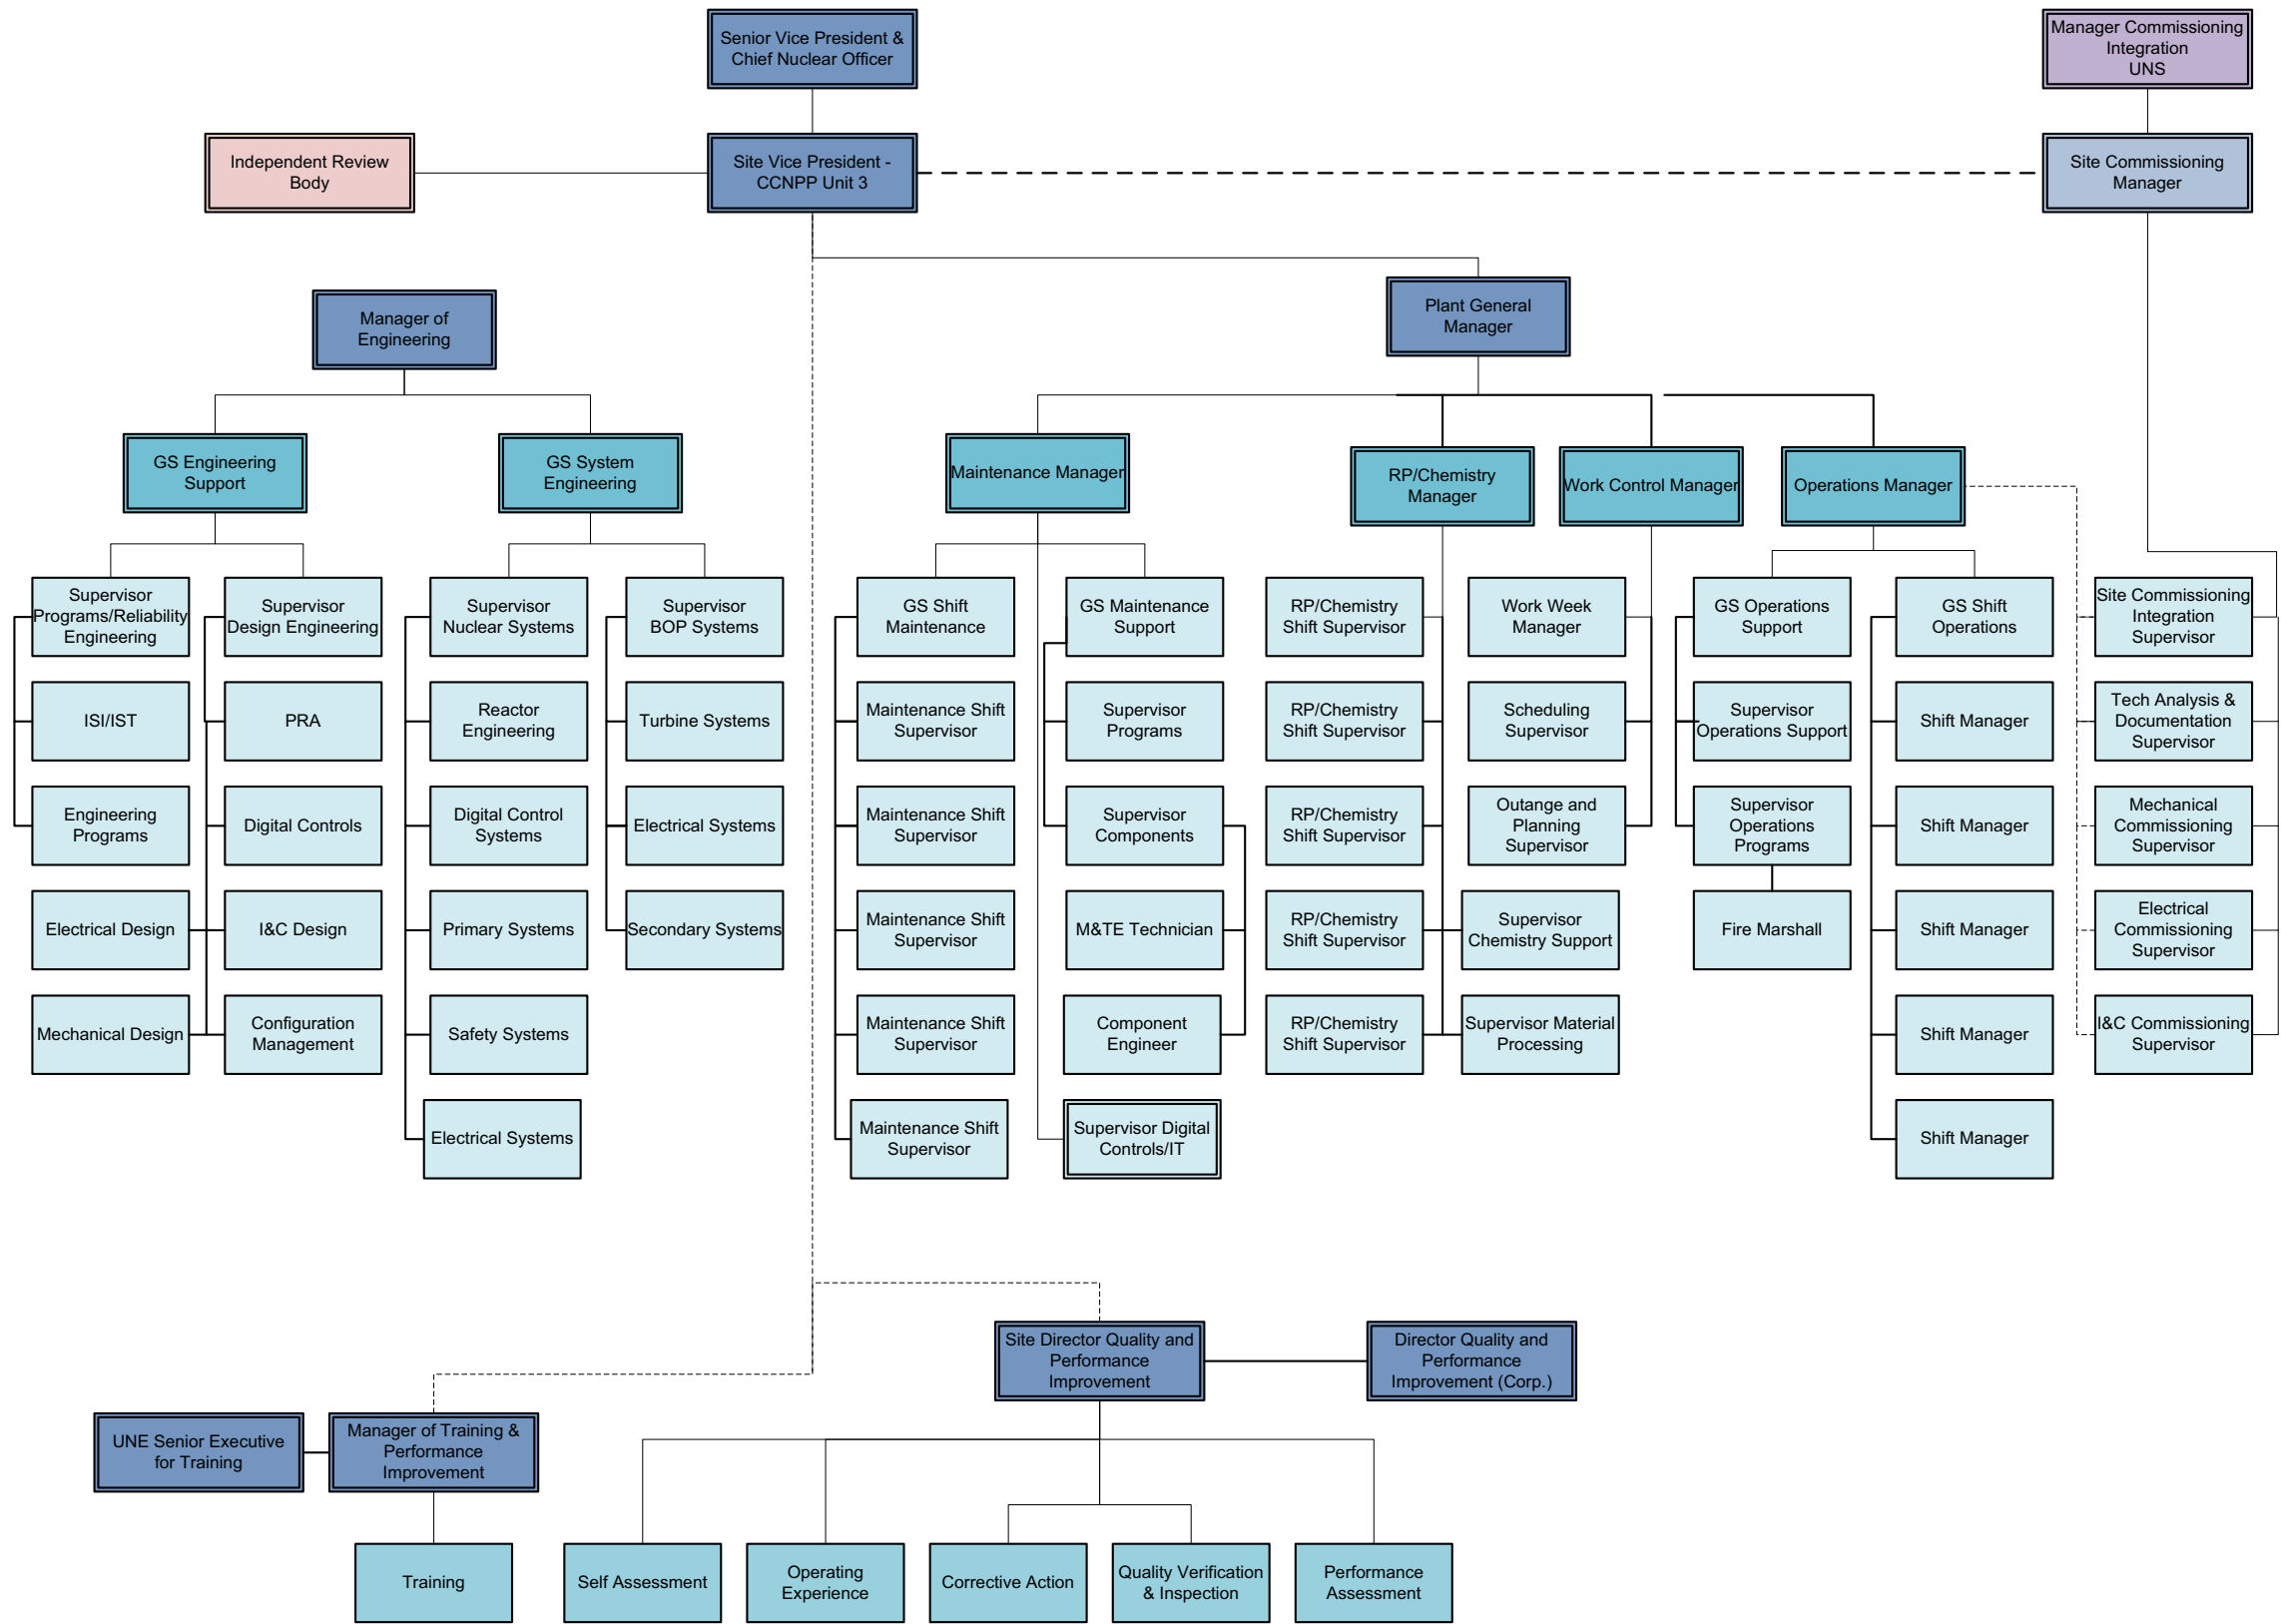 Senior Vice President &
Chief Nuclear Officer
Manager Commissioning
Integration
UNS
Independent Review
Body
Site Vice President -
CCNPP Unit 3
Site Commissioning
Manager
Manager of
Engineering
Plant General
Manager
GS Engineering
Support
GS System
Engineering
Maintenance Manager
RP/Chemistry
Manager
Work Control Manager
Operations Manager
Supervisor
Programs/Reliability
Engineering
Supervisor
Design Engineering
Supervisor
Nuclear Systems
Supervisor
BOP Systems
GS Shift
Maintenance
GS Maintenance
Support
RP/Chemistry
Shift Supervisor
Work Week
Manager
GS Operations
Support
GS Shift
Operations
Site Commissioning
Integration
Supervisor
ISI/IST
PRA
Reactor
Engineering
Turbine Systems
Maintenance Shift
Supervisor
Supervisor
Programs
RP/Chemistry
Shift Supervisor
Scheduling
Supervisor
Supervisor
Operations Support
Shift Manager
Tech Analysis &
Documentation
Supervisor
Engineering
Programs
Digital Controls
Digital Control
Systems
Electrical Systems
Maintenance Shift
Supervisor
Supervisor
Components
RP/Chemistry
Shift Supervisor
Outange and
Planning
Supervisor
Supervisor
Operations
Programs
Shift Manager
Mechanical
Commissioning
Supervisor
Electrical Design
I&C Design
Primary Systems
Secondary Systems
Maintenance Shift
Supervisor
M&TE Technician
RP/Chemistry
Shift Supervisor
Supervisor
Chemistry Support
Fire Marshall
Shift Manager
Electrical
Commissioning
Supervisor
Mechanical Design
Configuration
Management
Safety Systems
Maintenance Shift
Supervisor
Component
Engineer
RP/Chemistry
Shift Supervisor
Supervisor Material
Processing
Shift Manager
I&C Commissioning
Supervisor
Electrical Systems
Maintenance Shift
Supervisor
Supervisor Digital
Controls/IT
Shift Manager
Site Director Quality and
Performance
Improvement
Director Quality and
Performance
Improvement (Corp.)
UNE Senior Executive
for Training
Manager of Training &
Performance
Improvement
Training
Self Assessment
Operating
Experience
Corrective Action
Quality Verification
& Inspection
Performance
Assessment